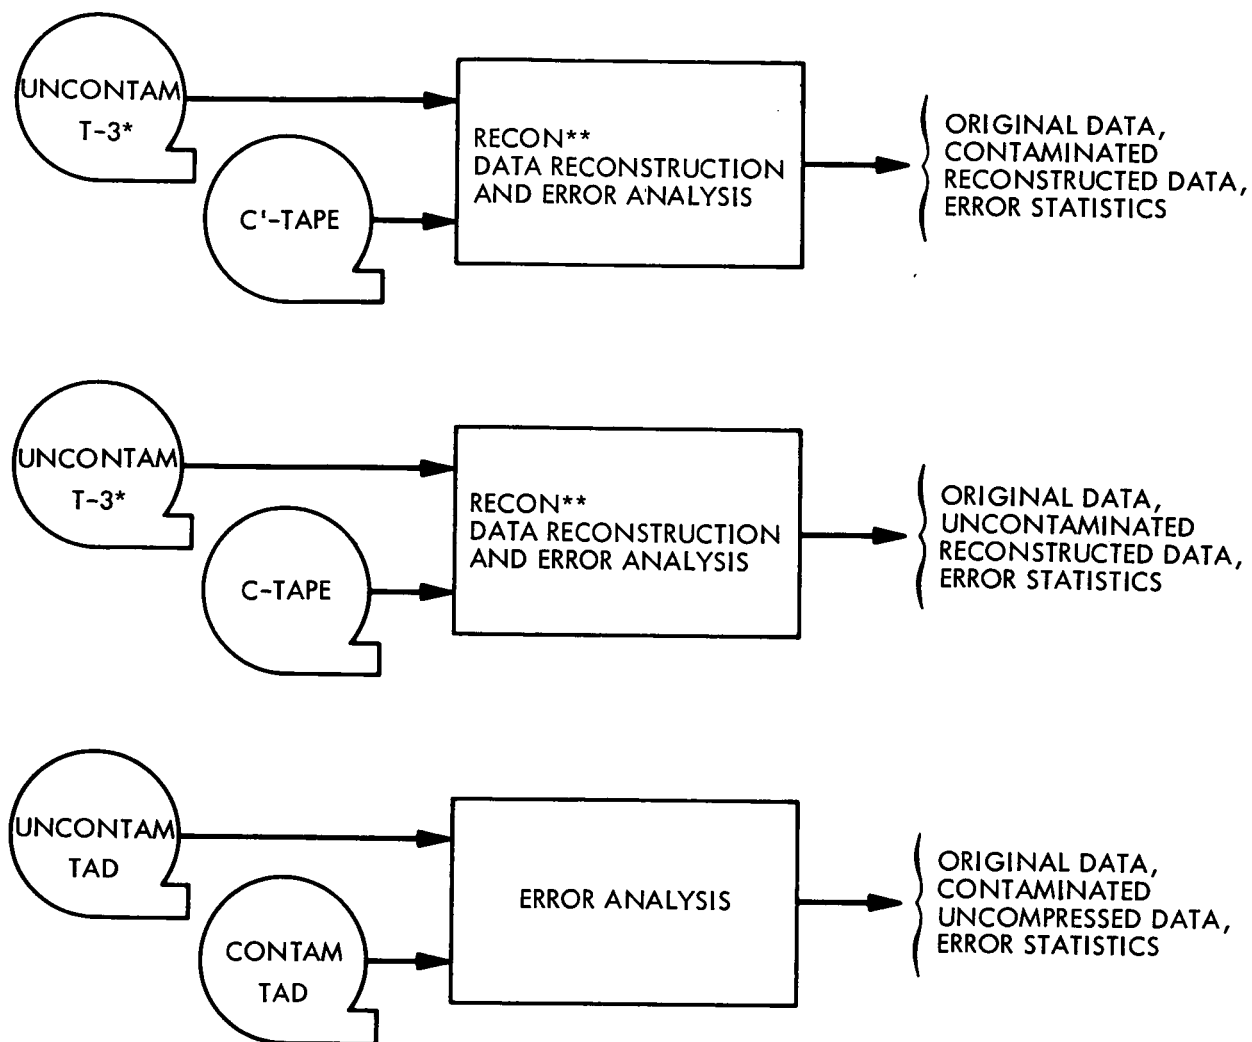 UNCONTAM
T-3*
C'-TAPE
RECON**
DATA RECONSTRUCTION
AND ERROR ANALYSIS
ORIGINAL DATA,
CONTAMINATED
RECONSTRUCTED DATA,
ERROR STATISTICS
UNCONTAM
T-3*
C-TAPE
RECON**
DATA RECONSTRUCTION
AND ERROR ANALYSIS
ORIGINAL DATA,
UNCONTAMINATED
RECONSTRUCTED DATA,
ERROR STATISTICS
UNCONTAM
TAD
CONTAM
TAD
ERROR ANALYSIS
ORIGINAL DATA,
CONTAMINATED
UNCOMPRESSED DATA,
ERROR STATISTICS